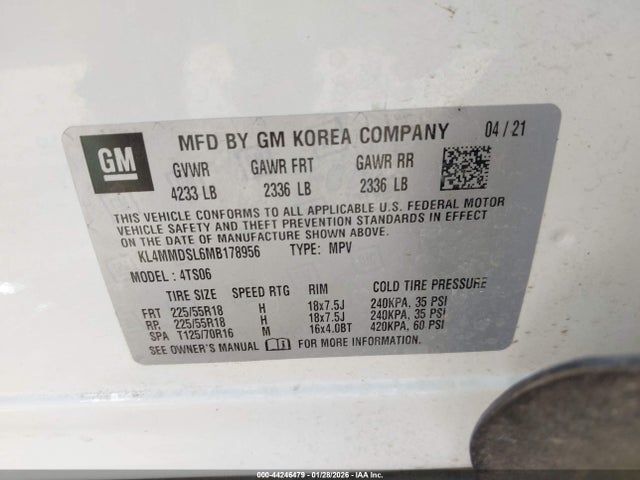 GM
MFD BY GM KOREA COMPANY 04/21
GVWR GAWR FRT GAWR RR
4233 LB 2336 LB 2336 LB
THIS VEHICLE CONFORMS TO ALL APPLICABLE U.S. FEDERAL MOTOR
VEHICLE SAFETY AND THEFT PREVENTION STANDARDS IN EFFECT
ON THE DATE OF MANUFACTURE SHOWN ABOVE.
KL4MMDSL6MB178956 TYPE: MPV
MODEL: 4TS06
TIRE SIZE SPEED RTG RIM COLD TIRE PRESSURE
FRT 225/55R18 H 18x7.5J 240KPA, 35 PSI
RR 225/55R18 H 18x7.5J 240KPA, 35 PSI
SPA T125/70R16 M 16x4.0BT 420KPA, 60 PSI
SEE OWNER'S MANUAL FOR MORE INFORMATION.
000-44246479 - 01/28/2026 - IAA Inc.